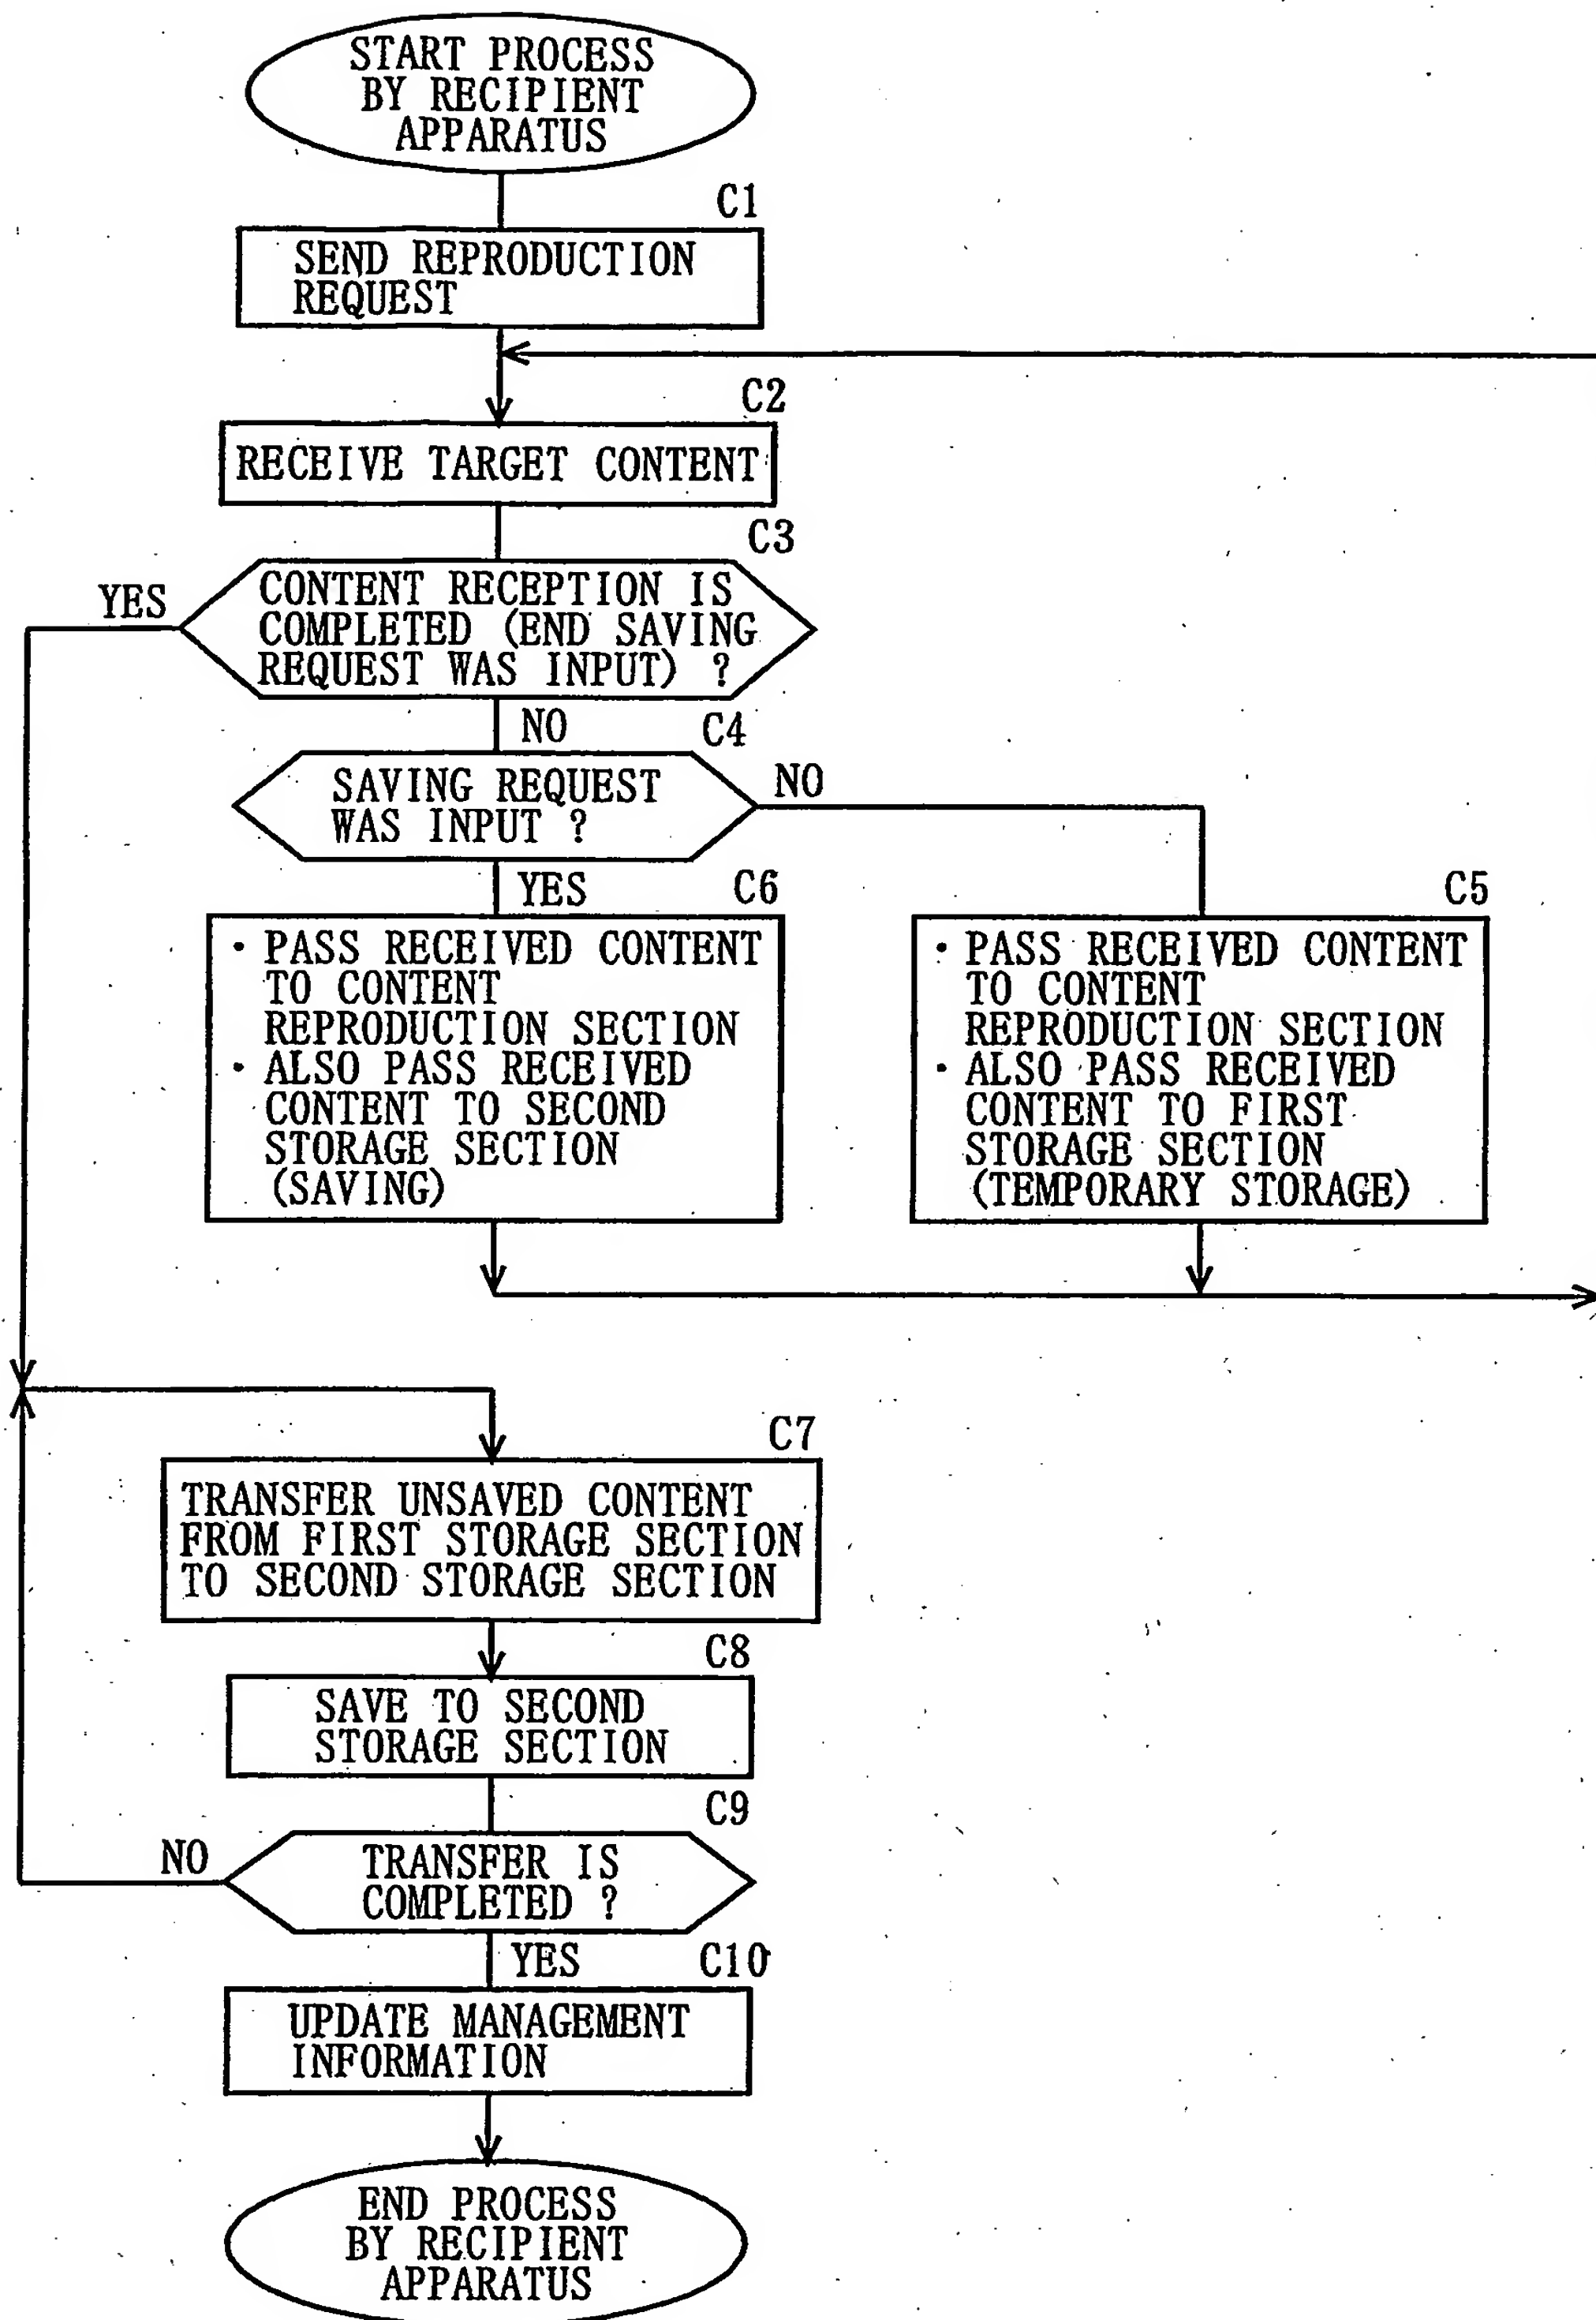 START PROCESS
BY RECIPIENT
APPARATUS
C1
SEND REPRODUCTION
REQUEST
C2
RECEIVE TARGET CONTENT
C3
YES
CONTENT RECEPTION IS
COMPLETED (END SAVING
REQUEST WAS INPUT) ?
NO
C4
SAVING REQUEST
WAS INPUT ?
NO
YES
C6
• PASS RECEIVED CONTENT
TO CONTENT
REPRODUCTION SECTION
• ALSO PASS RECEIVED
CONTENT TO SECOND
STORAGE SECTION
(SAVING)
C5
• PASS RECEIVED CONTENT
TO CONTENT
REPRODUCTION SECTION
• ALSO PASS RECEIVED
CONTENT TO FIRST
STORAGE SECTION
(TEMPORARY STORAGE)
C7
TRANSFER UNSAVED CONTENT
FROM FIRST STORAGE SECTION
TO SECOND STORAGE SECTION
C8
SAVE TO SECOND
STORAGE SECTION
C9
NO
TRANSFER IS
COMPLETED ?
YES
C10
UPDATE MANAGEMENT
INFORMATION
END PROCESS
BY RECIPIENT
APPARATUS